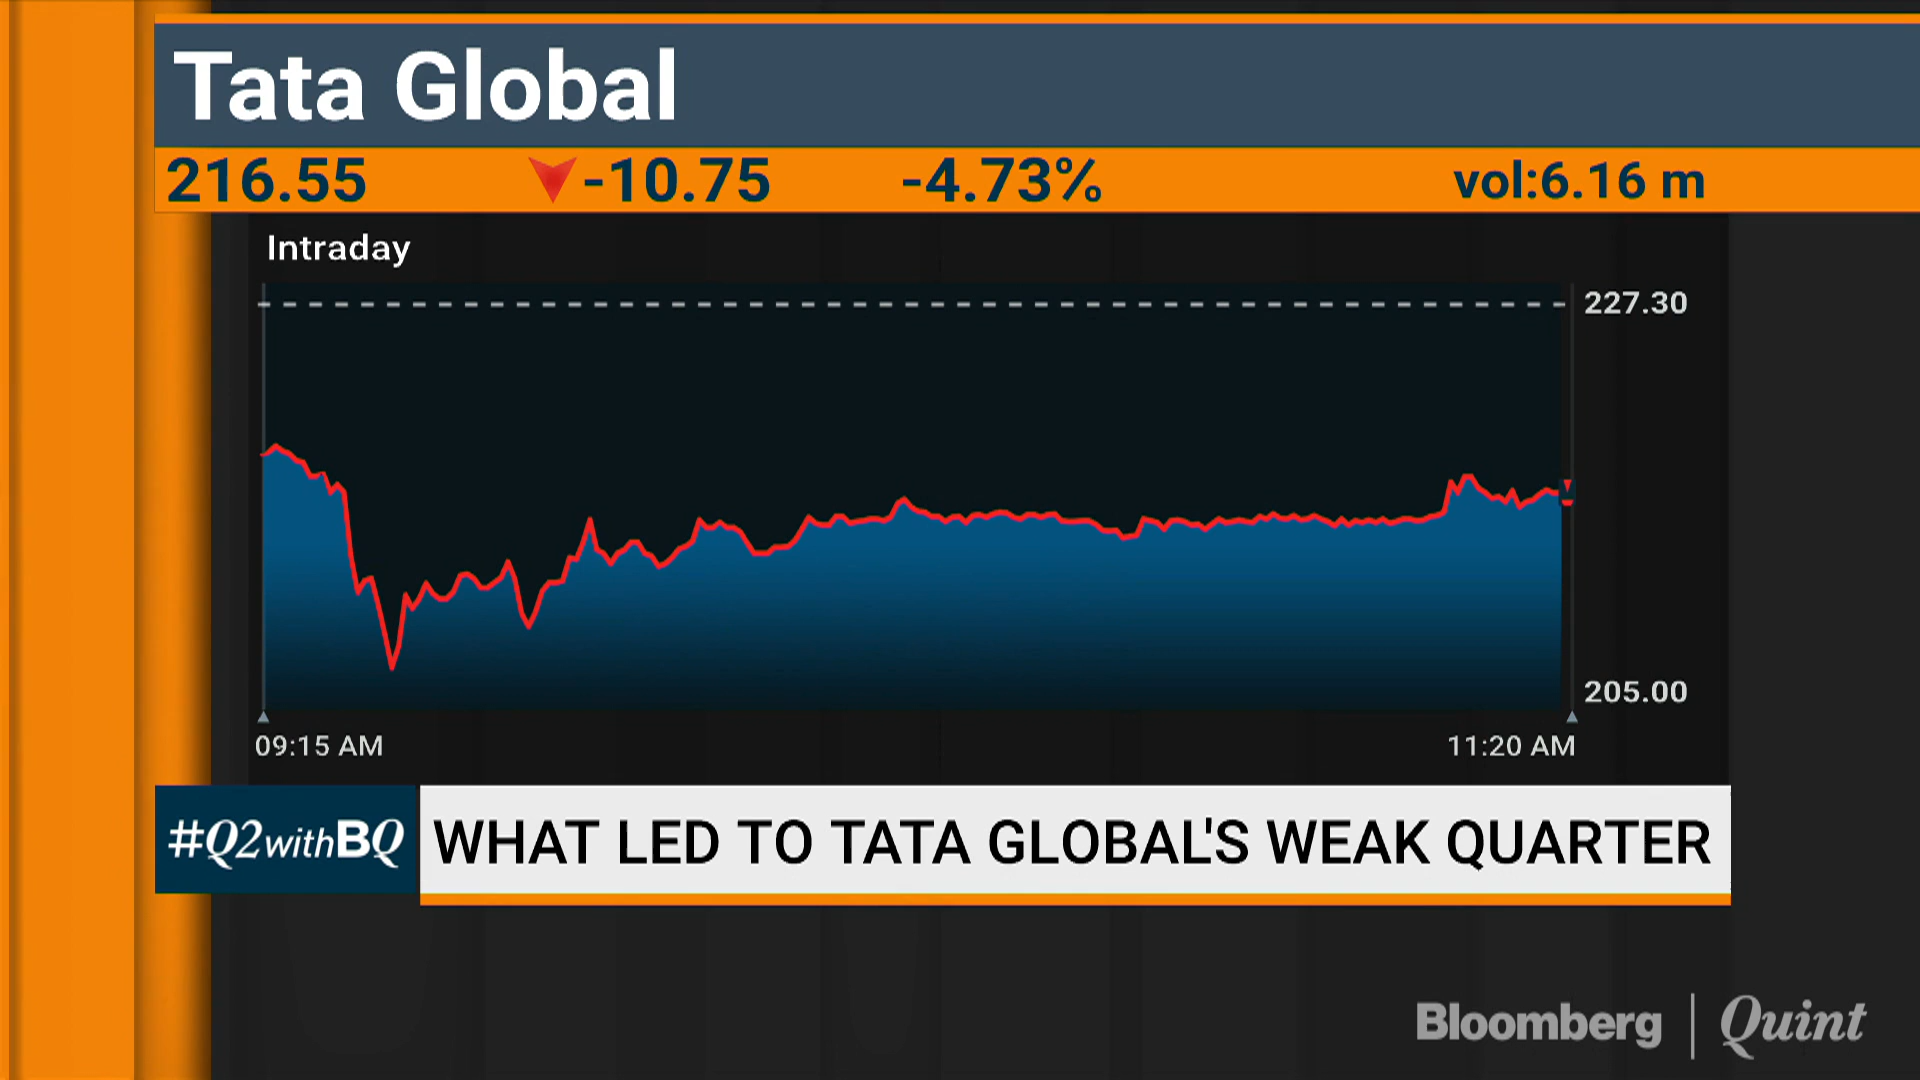 Tata Global
216.55 -10.75 -4.73% vol:6.16 m
Intraday
227.30
205.00
09:15 AM 11:20 AM
#Q2withBQ WHAT LED TO TATA GLOBAL'S WEAK QUARTER
Bloomberg | Quint